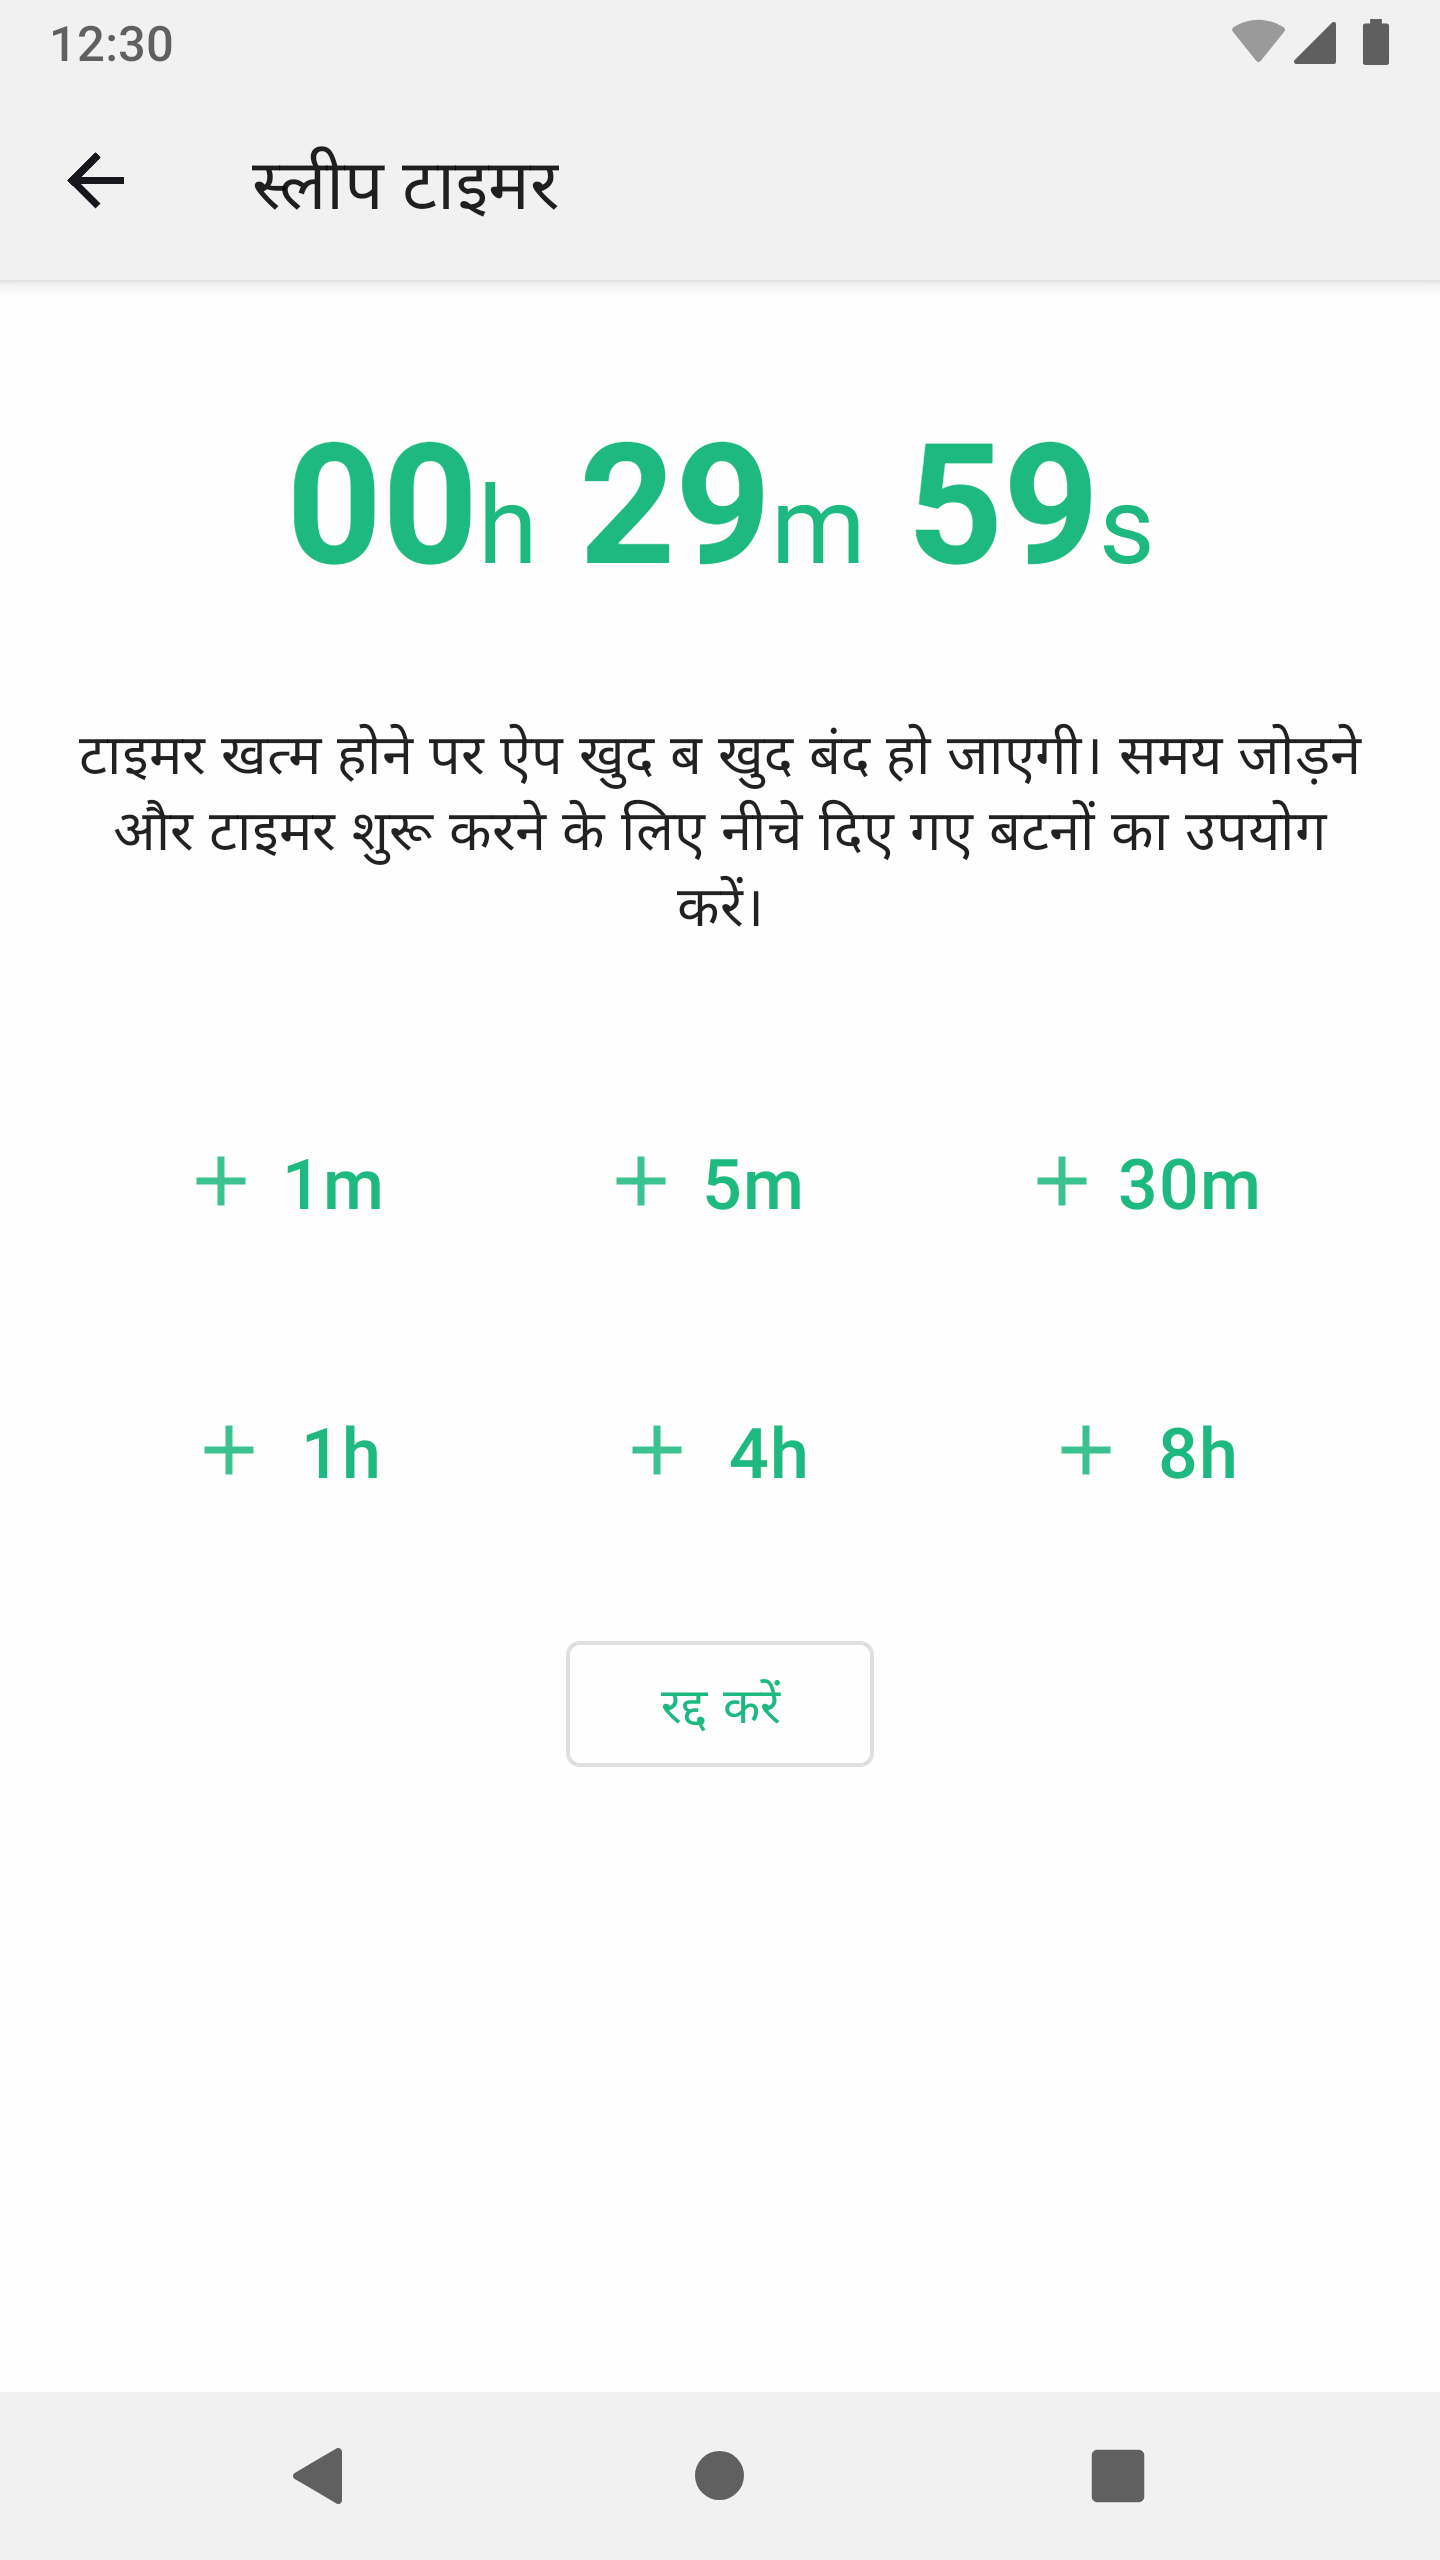 12:30
स्लीप टाइमर
00h 29m 59s
टाइमर खत्म होने पर ऐप खुद ब खुद बंद हो जाएगी। समय जोड़ने
और टाइमर शुरू करने के लिए नीचे दिए गए बटनों का उपयोग
करें।
+ 1m + 5m + 30m
+ 1h + 4h + 8h
रद्द करें